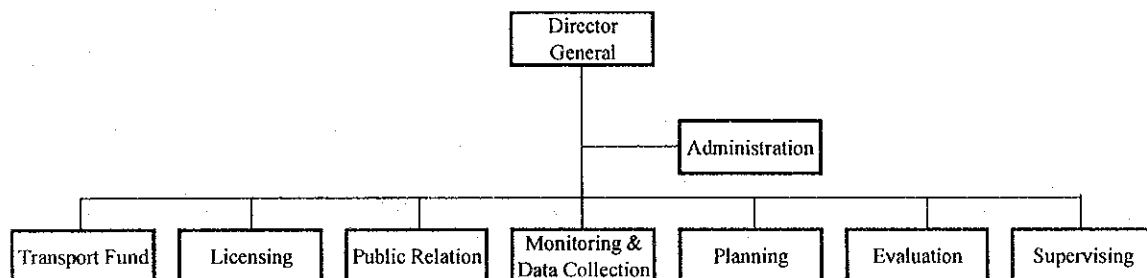 Director
General
Administration
Transport Fund
Licensing
Public Relation
Monitoring &
Data Collection
Planning
Evaluation
Supervising